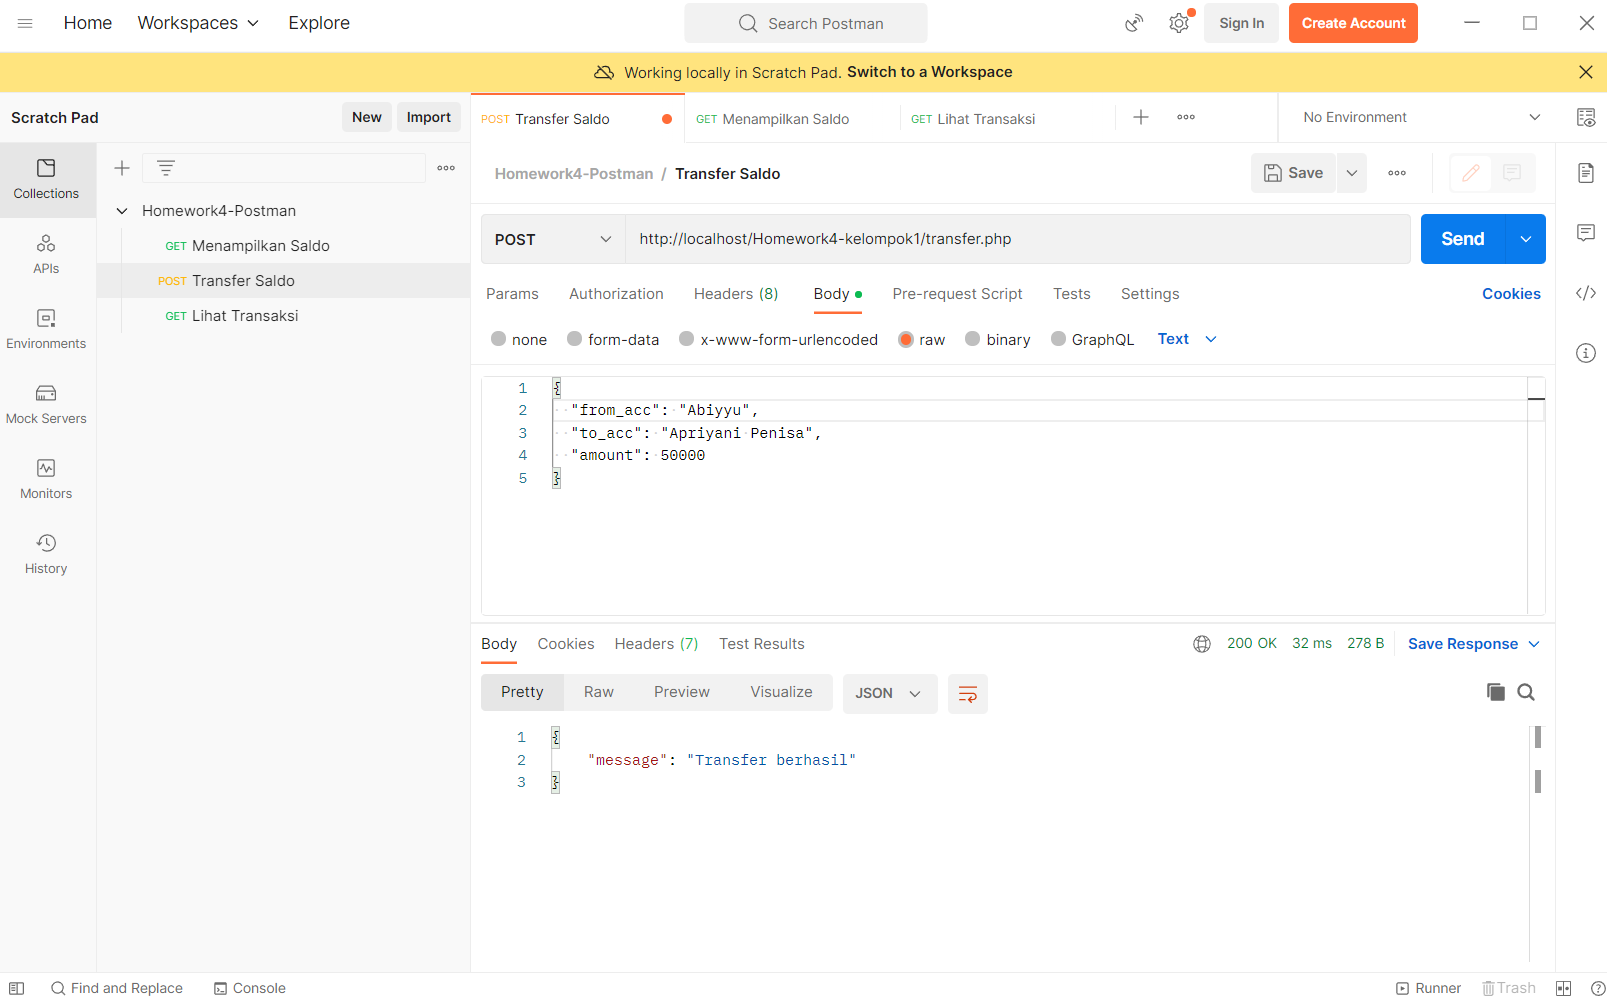 Home Workspaces Explore Search Postman Sign In Create Account
Working locally in Scratch Pad. Switch to a Workspace
Scratch Pad New Import
POST Transfer Saldo GET Menampilkan Saldo GET Lihat Transaksi No Environment
Collections
APIs
Environments
Mock Servers
Monitors
History
Homework4-Postman
GET Menampilkan Saldo
POST Transfer Saldo
GET Lihat Transaksi
Homework4-Postman / Transfer Saldo Save
POST http://localhost/Homework4-kelompok1/transfer.php Send
Params Authorization Headers (8) Body Pre-request Script Tests Settings Cookies
none form-data x-www-form-urlencoded raw binary GraphQL Text
1 {
2 "from_acc": "Abiyyu",
3 "to_acc": "Apriyani Penisa",
4 "amount": 50000
5 }
Body Cookies Headers (7) Test Results 200 OK 32 ms 278 B Save Response
Pretty Raw Preview Visualize JSON
1 {
2 "message": "Transfer berhasil"
3 }
Find and Replace Console Runner Trash